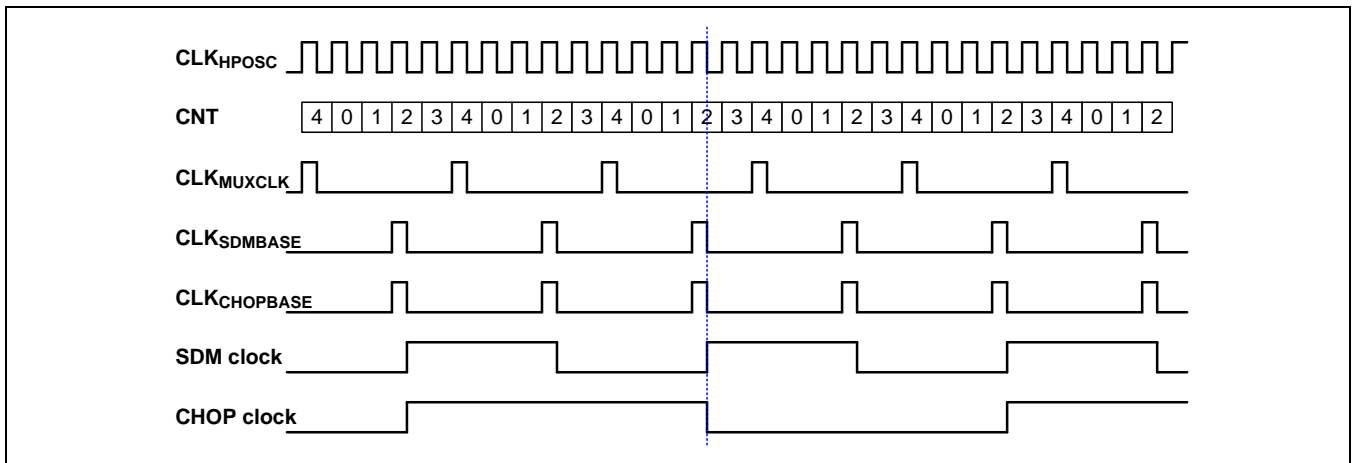 CLKHPOSC
CNT 4 0 1 2 3 4 0 1 2 3 4 0 1 2 3 4 0 1 2 3 4 0 1 2 3 4 0 1 2
CLKMUXCLK
CLKSDMBASE
CLKCHOPBASE
SDM clock
CHOP clock